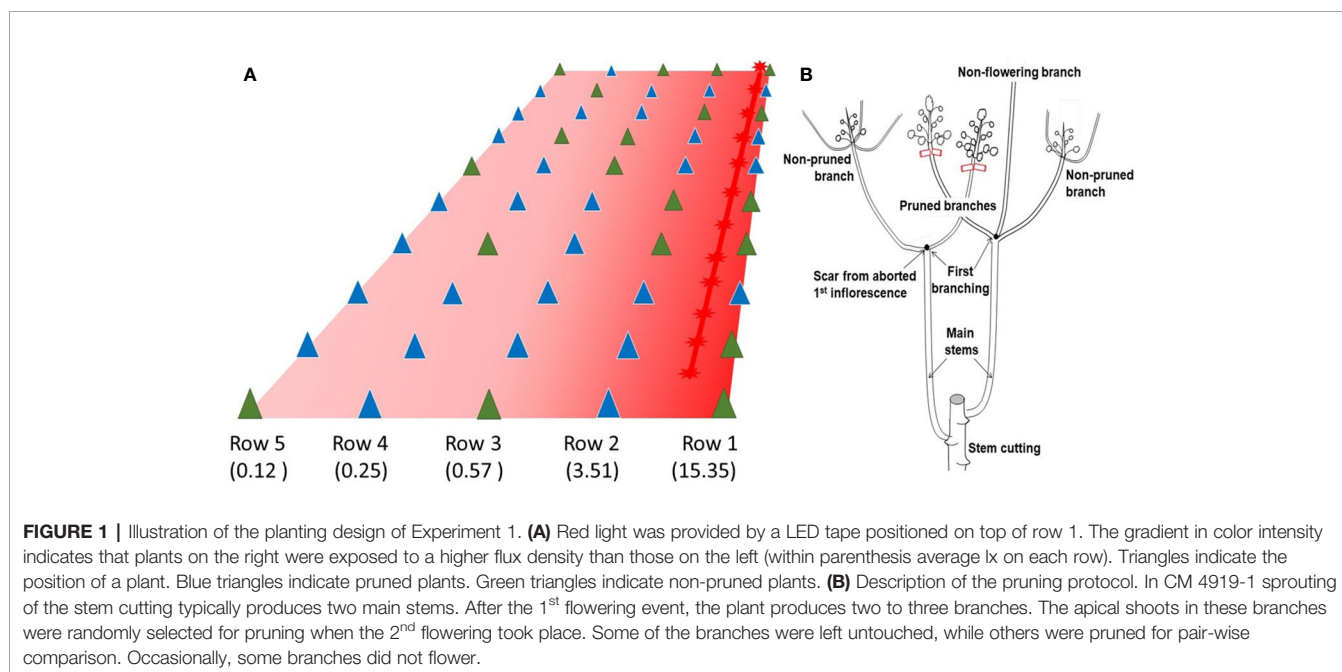 A
Row 5
(0.12 )
Row 4
(0.25)
Row 3
(0.57 )
Row 2
(3.51)
Row 1
(15.35)
B
Non-flowering branch
Non-pruned
branch
Non-pruned
branch
Pruned branches
Scar from aborted
1st inflorescence
First
branching
Main
stems
Stem cutting
FIGURE 1 | Illustration of the planting design of Experiment 1. (A) Red light was provided by a LED tape positioned on top of row 1. The gradient in color intensity
indicates that plants on the right were exposed to a higher flux density than those on the left (within parenthesis average lx on each row). Triangles indicate the
position of a plant. Blue triangles indicate pruned plants. Green triangles indicate non-pruned plants. (B) Description of the pruning protocol. In CM 4919-1 sprouting
of the stem cutting typically produces two main stems. After the 1st flowering event, the plant produces two to three branches. The apical shoots in these branches
were randomly selected for pruning when the 2nd flowering took place. Some of the branches were left untouched, while others were pruned for pair-wise
comparison. Occasionally, some branches did not flower.